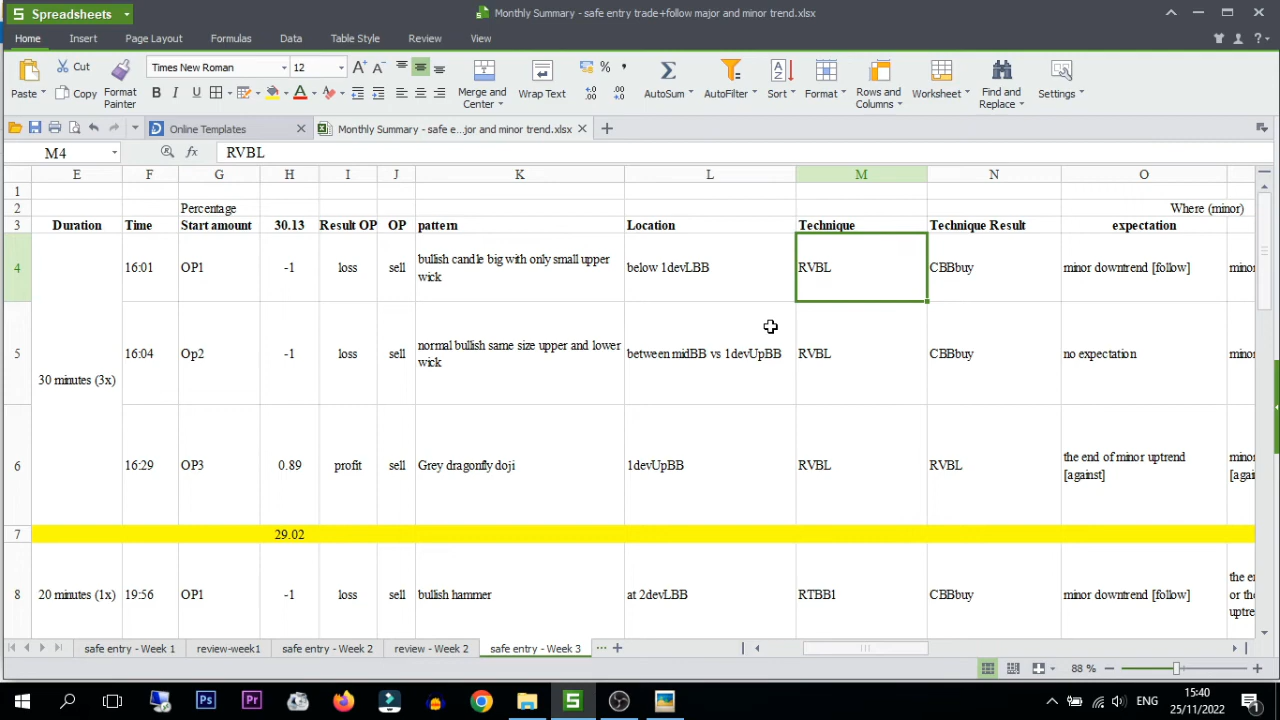 Spreadsheets
Monthly Summary - safe entry trade+follow major and minor trend.xlsx
Home Insert Page Layout Formulas Data Table Style Review View
Paste Cut Copy Format Painter
Times New Roman 12
B I U
Merge and Center Wrap Text AutoSum AutoFilter Sort Format Rows and Columns Worksheet Find and Replace Settings
Online Templates Monthly Summary - safe e...jor and minor trend.xlsx
M4 fx RVBL
E F G H I J K L M N O
1
2 Percentage Where (minor)
3 Duration Time Start amount 30.13 Result OP OP pattern Location Technique Technique Result expectation
4 16:01 OP1 -1 loss sell bullish candle big with only small upper wick below 1devLBB RVBL CBBbuy minor downtrend [follow] mino
5 16:04 Op2 -1 loss sell normal bullish same size upper and lower wick between midBB vs 1devUpBB RVBL CBBbuy no expectation mino
30 minutes (3x)
6 16:29 OP3 0.89 profit sell Grey dragonfly doji 1devUpBB RVBL RVBL the end of minor uptrend [against] mino [agai
7 29.02
8 20 minutes (1x) 19:56 OP1 -1 loss sell bullish hammer at 2devLBB RTBB1 CBBbuy minor downtrend [follow] the e or the uptre
safe entry - Week 1 review-week1 safe entry - Week 2 review - Week 2 safe entry - Week 3 ...
88 %
ENG
15:40
25/11/2022